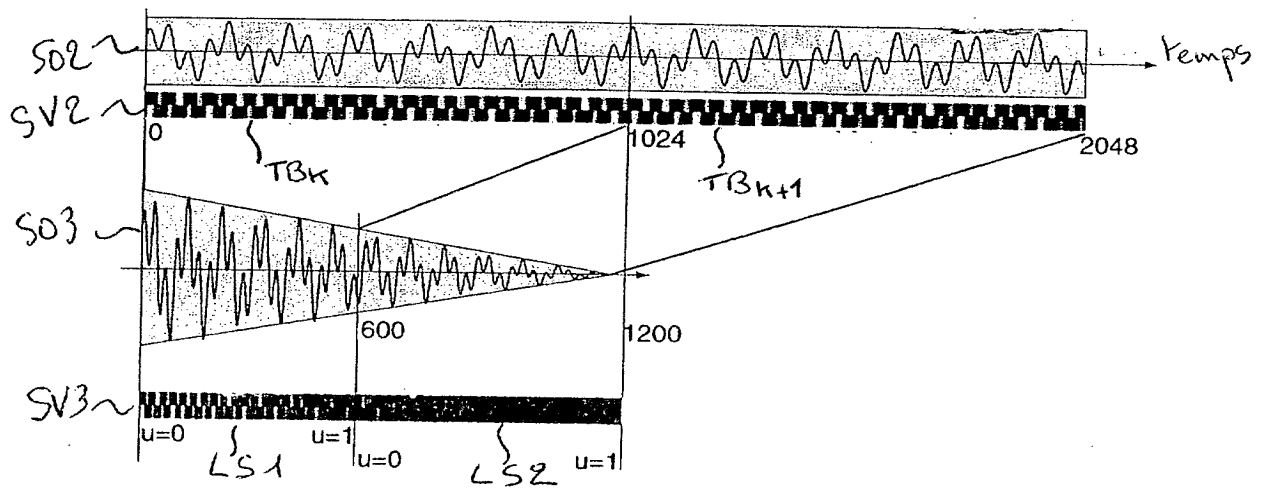 SO2
temps
SV2
0
1024
2048
TBK
TBK+1
SO3
600
1200
SV3
u=0
u=1
u=0
u=1
LS1
LS2